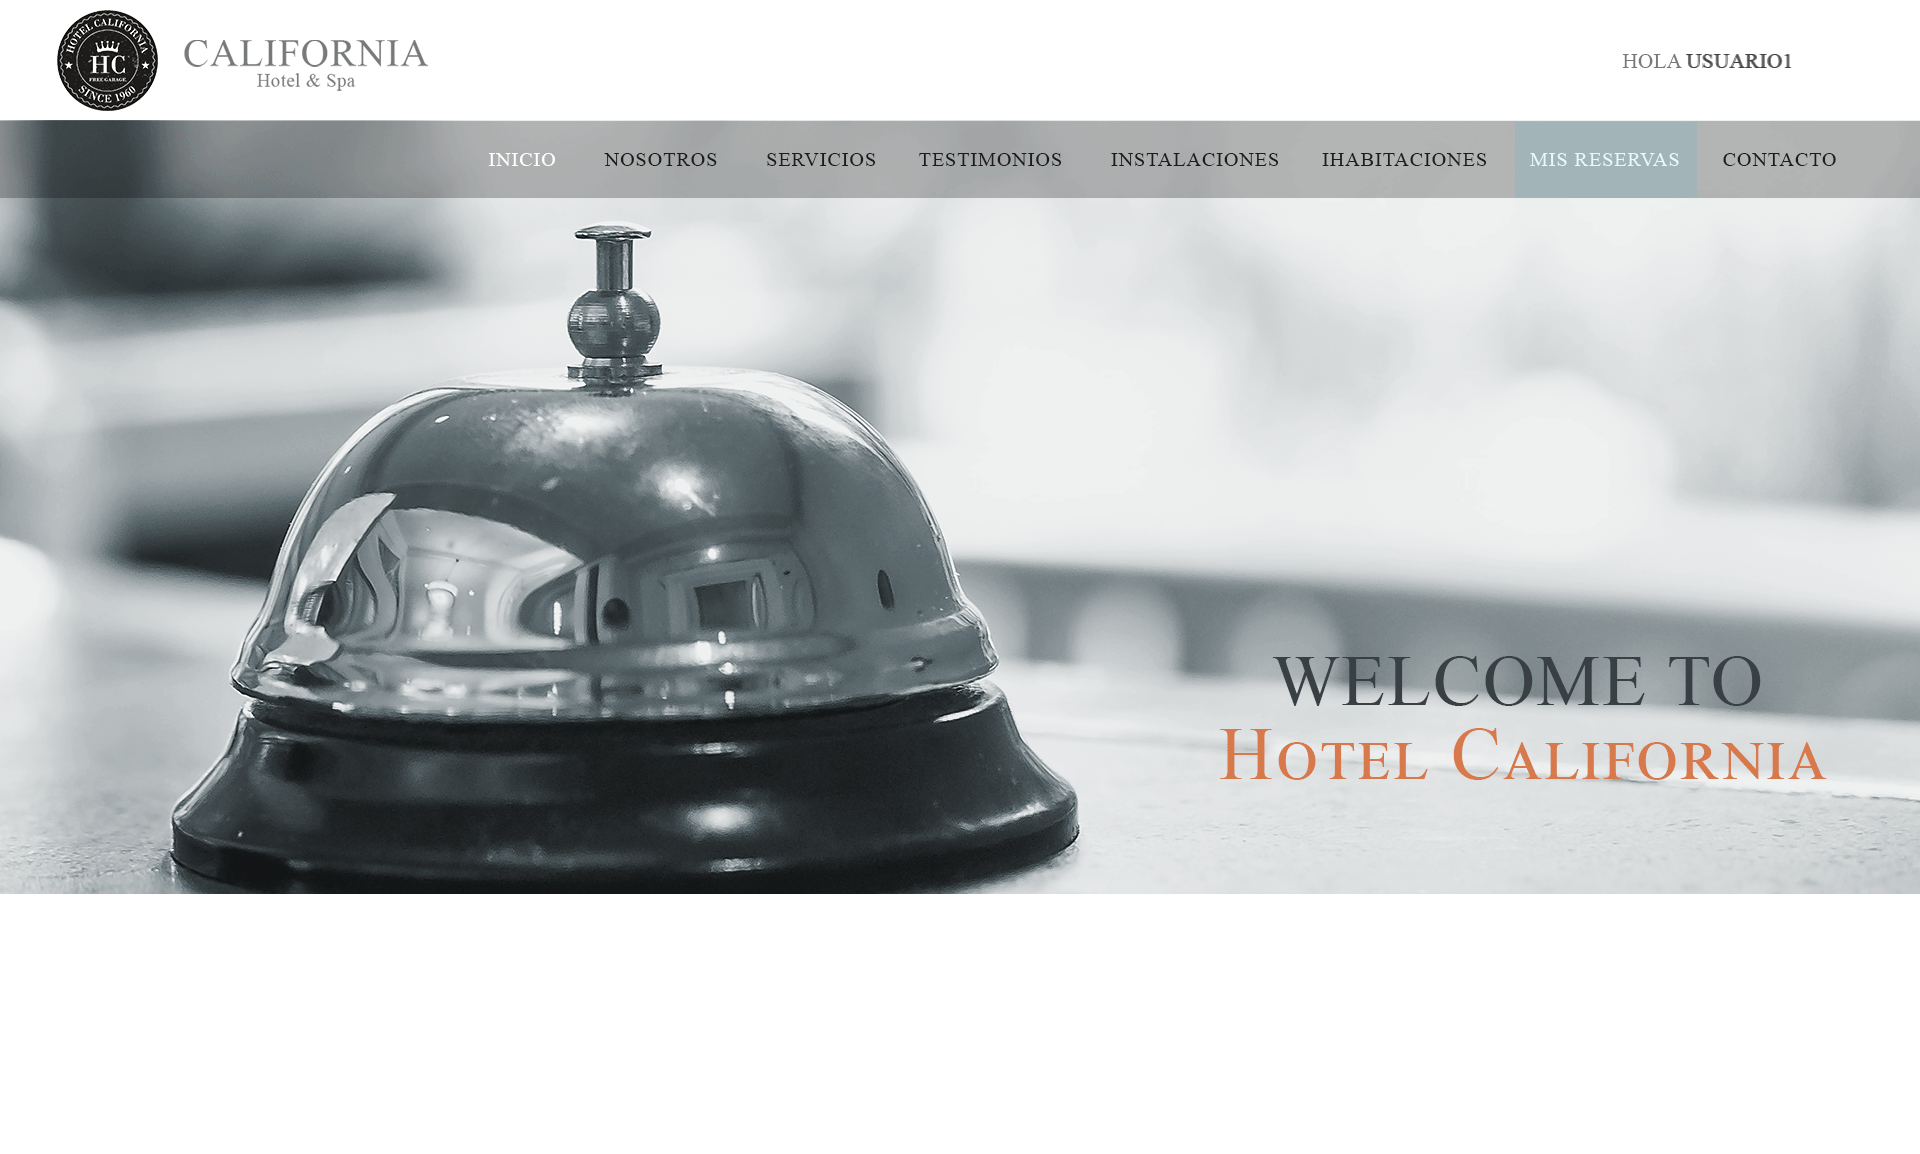 HOTEL CALIFORNIA
HC
FREE GARAGE
SINCE 1960
CALIFORNIA
Hotel & Spa
HOLA USUARIO1
INICIO NOSOTROS SERVICIOS TESTIMONIOS INSTALACIONES IHABITACIONES MIS RESERVAS CONTACTO
WELCOME TO
HOTEL CALIFORNIA